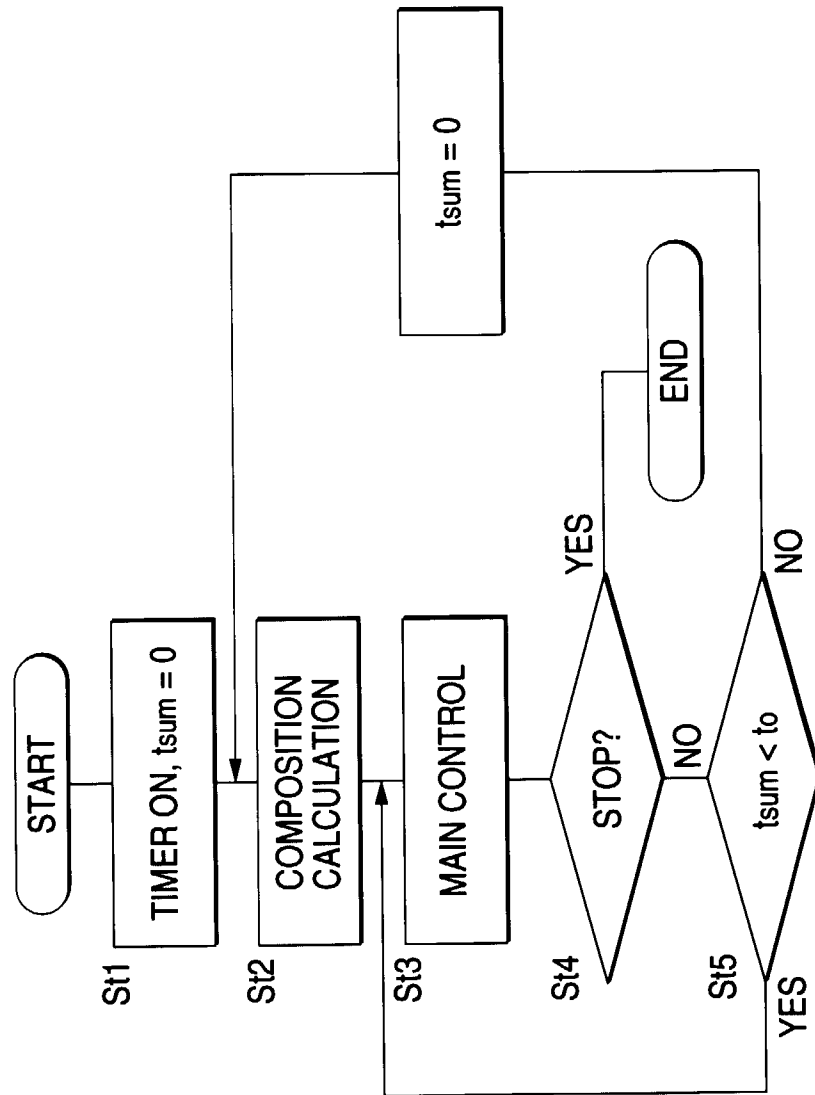 START
St1
TIMER ON, tsum = 0
St2
COMPOSITION
CALCULATION
tsum = 0
St3
MAIN CONTROL
St4
STOP?
YES
END
NO
St5
tsum < to
YES
NO